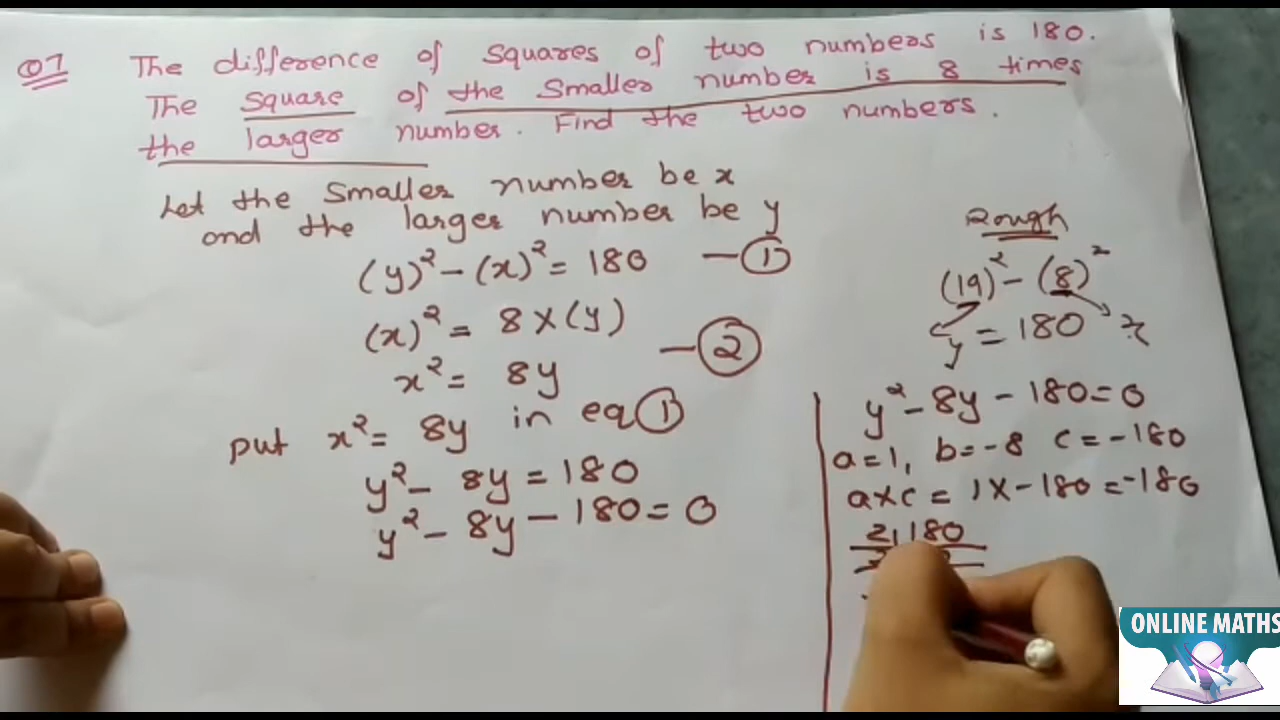 Q7 The difference of squares of two numbers is 180.
The square of the smaller number is 8 times
the larger number. Find the two numbers.
Let the smaller number be x
and the larger number be y
(y)² - (x)² = 180 — ①
(x)² = 8 × (y)
x² = 8y — ②
put x² = 8y in eq ①
y² - 8y = 180
y² - 8y - 180 = 0
Rough
(19)² - (8)²
y = 180 x
y² - 8y - 180 = 0
a = 1, b = -8 c = -180
a×c = 1 × -180 = -180
2 | 180
ONLINE MATHS